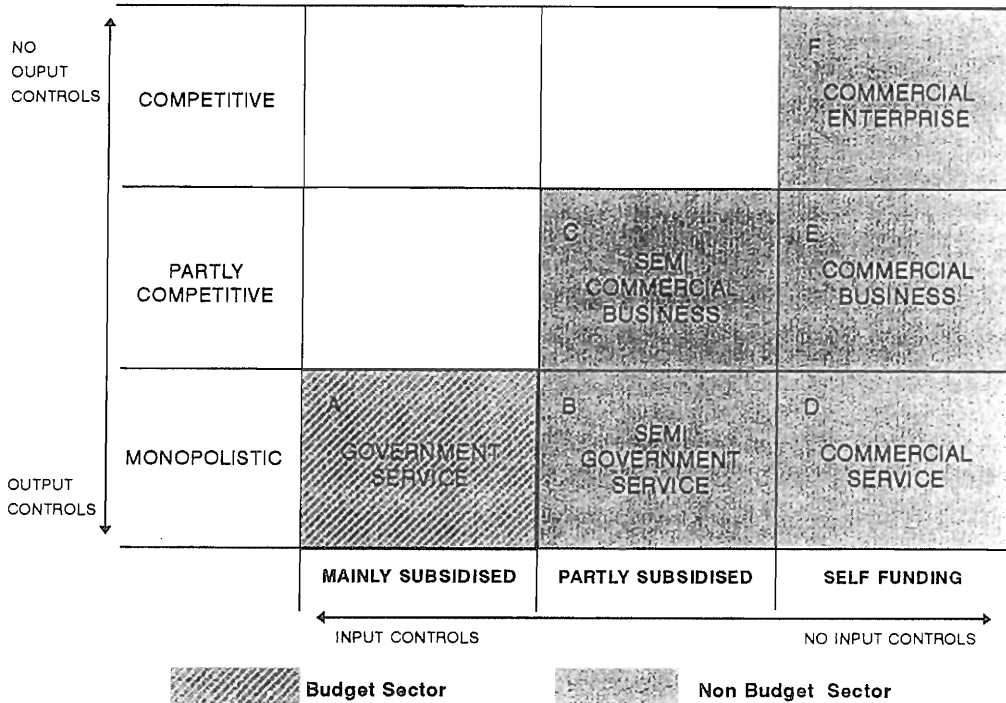 NO
OUPUT
CONTROLS
COMPETITIVE
F
COMMERCIAL
ENTERPRISE
PARTLY
COMPETITIVE
C
SEMI
COMMERCIAL
BUSINESS
E
COMMERCIAL
BUSINESS
OUTPUT
CONTROLS
MONOPOLISTIC
A
GOVERNMENT
SERVICE
B
SEMI
GOVERNMENT
SERVICE
D
COMMERCIAL
SERVICE
MAINLY SUBSIDISED
PARTLY SUBSIDISED
SELF FUNDING
INPUT CONTROLS
NO INPUT CONTROLS
Budget Sector
Non Budget Sector